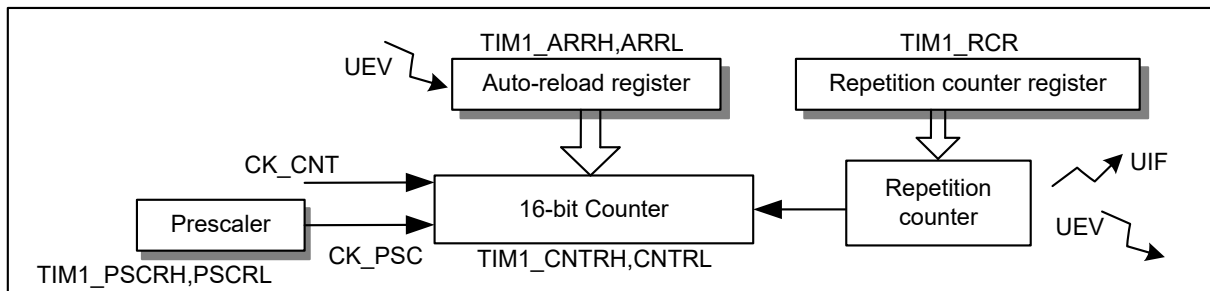 TIM1_ARRH,ARRL
TIM1_RCR
UEV
Auto-reload register
Repetition counter register
CK_CNT
UIF
Prescaler
16-bit Counter
Repetition
counter
UEV
CK_PSC
TIM1_CNTRH,CNTRL
TIM1_PSCRH,PSCRL